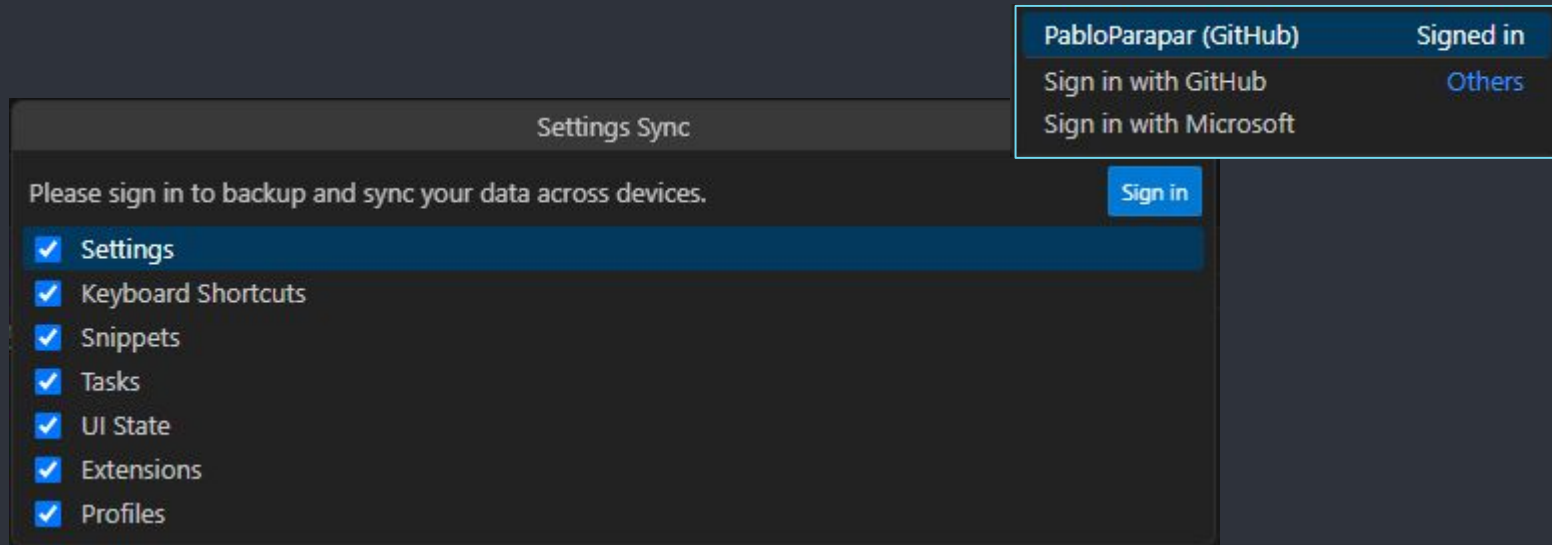 PabloParapar (GitHub) Signed in
Sign in with GitHub Others
Sign in with Microsoft
Settings Sync
Please sign in to backup and sync your data across devices. Sign in
Settings
Keyboard Shortcuts
Snippets
Tasks
UI State
Extensions
Profiles